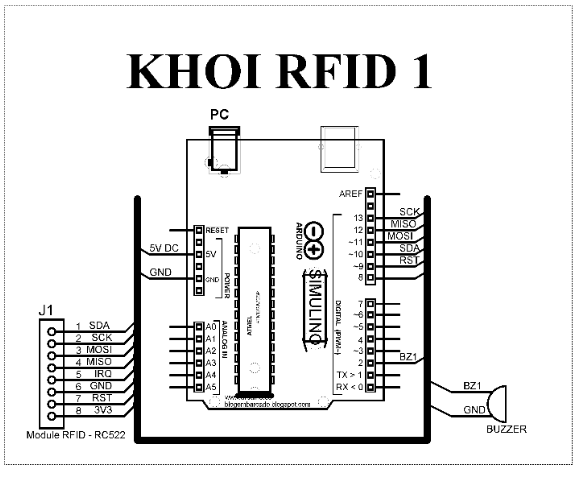 KHOI RFID 1
PC
AREF
13 SCK
12 MISO
~11 MOSI
~10 SDA
~9 RST
8
RESET
5V DC 5V
GND GND
POWER
ARDUINO
SIMULINO
ATMEL
DIGITAL (PWM~)
7
~6
~5
4
~3
2 BZ1
TX > 1
RX < 0
ANALOG IN
A0
A1
A2
A3
A4
A5
blogembarcado.blogspot.com
J1
1 SDA
2 SCK
3 MOSI
4 MISO
5 IRQ
6 GND
7 RST
8 3V3
Module RFID - RC522
BZ1
GND
BUZZER